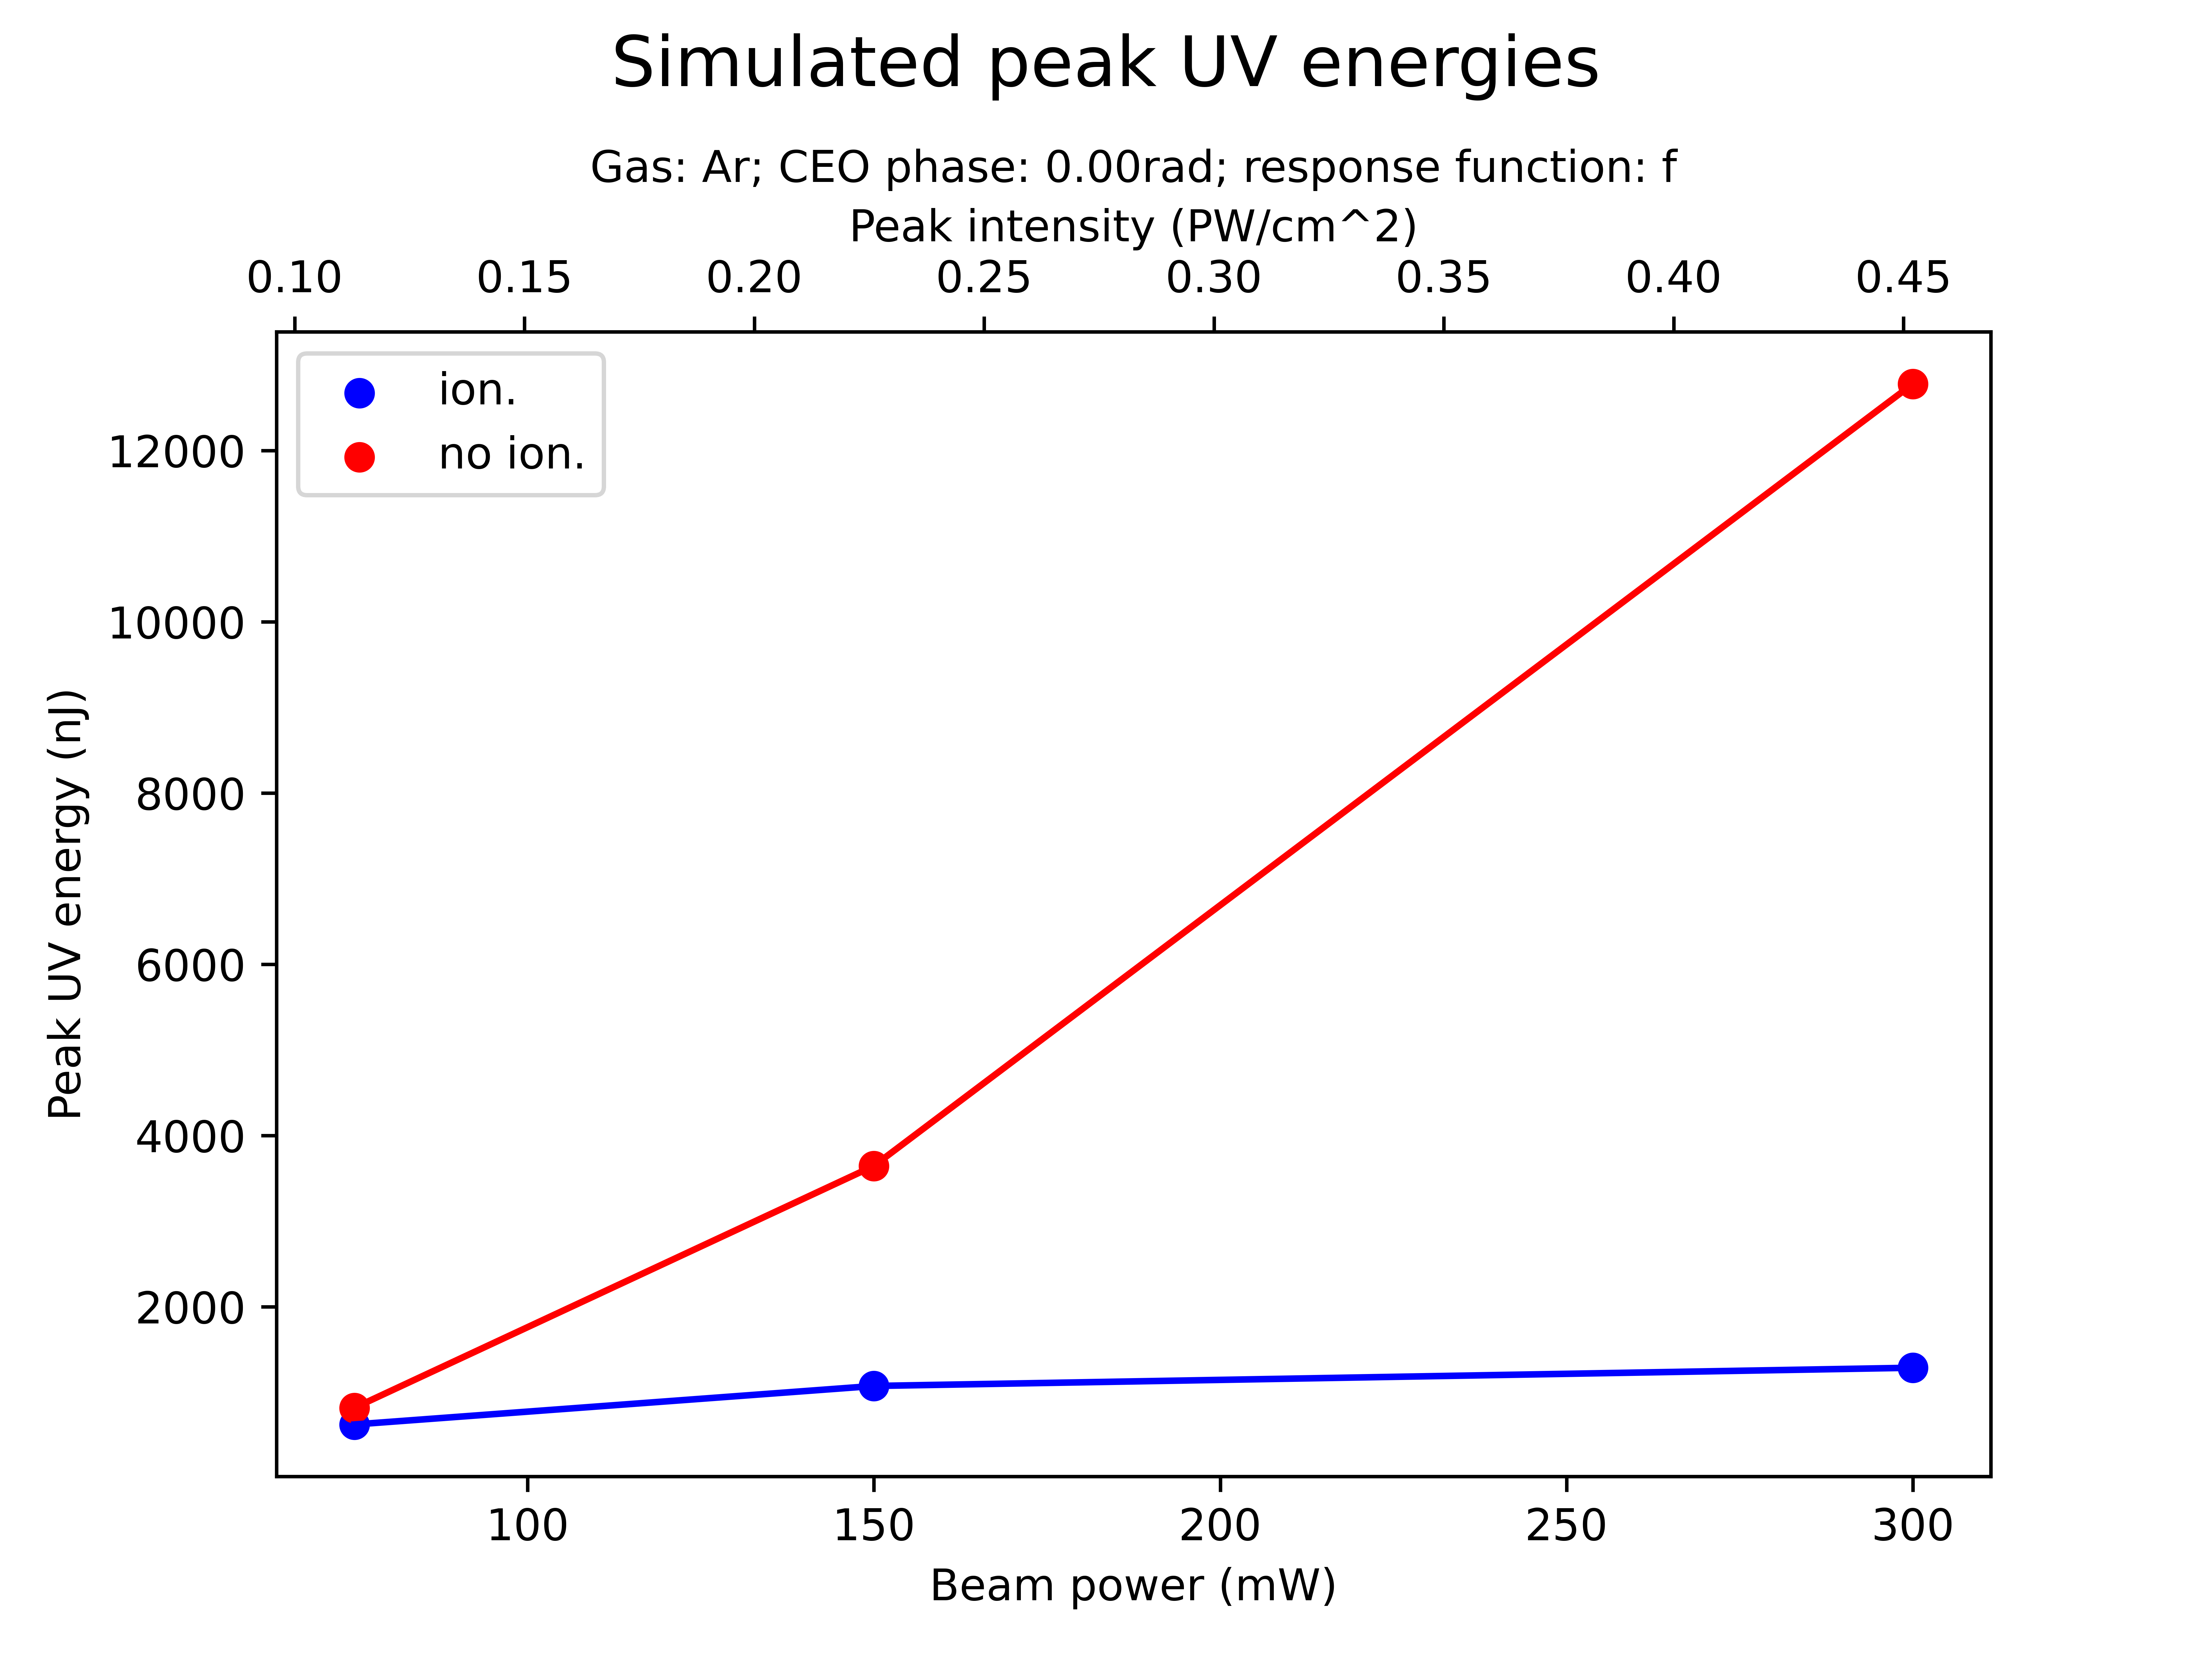 Simulated peak UV energies
Gas: Ar; CEO phase: 0.00rad; response function: f
Peak intensity (PW/cm^2)
0.10 0.15 0.20 0.25 0.30 0.35 0.40 0.45
ion.
no ion.
12000
10000
8000
6000
4000
2000
Peak UV energy (nJ)
100 150 200 250 300
Beam power (mW)